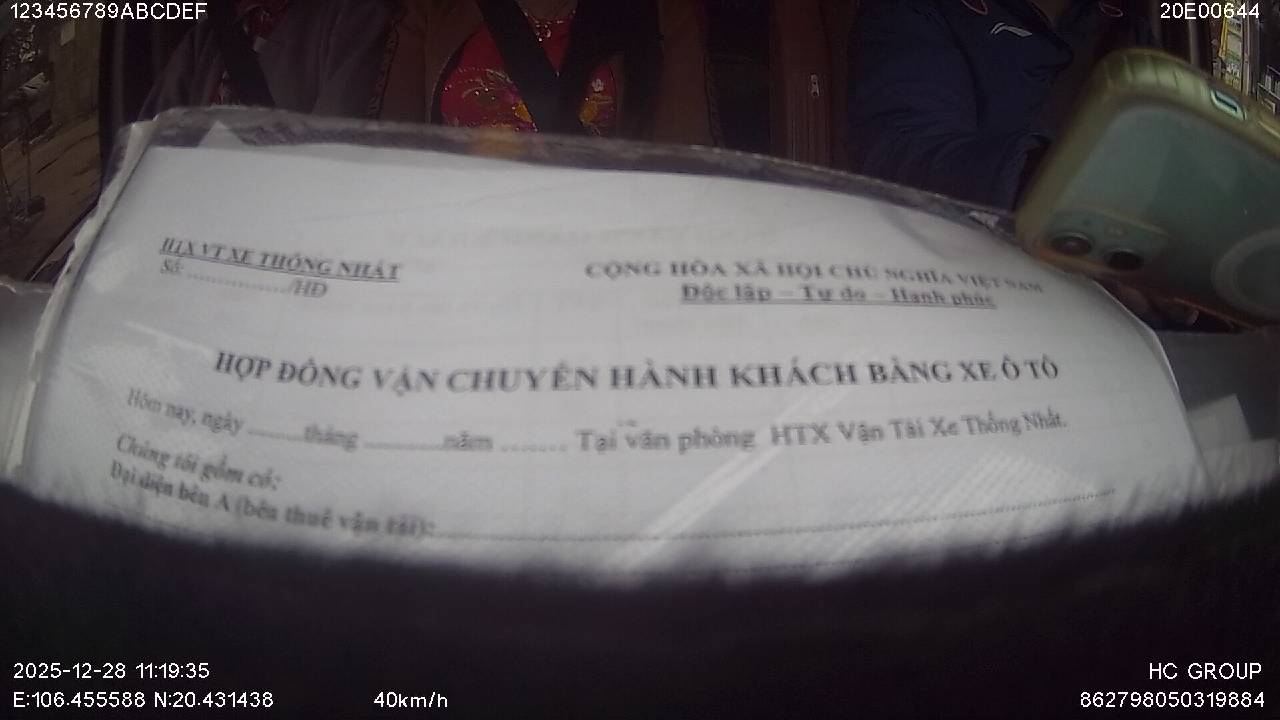 123456789ABCDEF
20E00644
HTX VT XE THỐNG NHẤT
Số: ................/HĐ
CỘNG HÒA XÃ HỘI CHỦ NGHĨA VIỆT NAM
Độc lập – Tự do – Hạnh phúc
HỢP ĐỒNG VẬN CHUYỂN HÀNH KHÁCH BẰNG XE Ô TÔ
Hôm nay, ngày .........tháng ............năm ........ Tại văn phòng HTX Vận Tải Xe Thống Nhất.
Chúng tôi gồm có:
Đại diện bên A (bên thuê vận tải):................................
2025-12-28 11:19:35
HC GROUP
E:106.455588 N:20.431438
40km/h
862798050319884